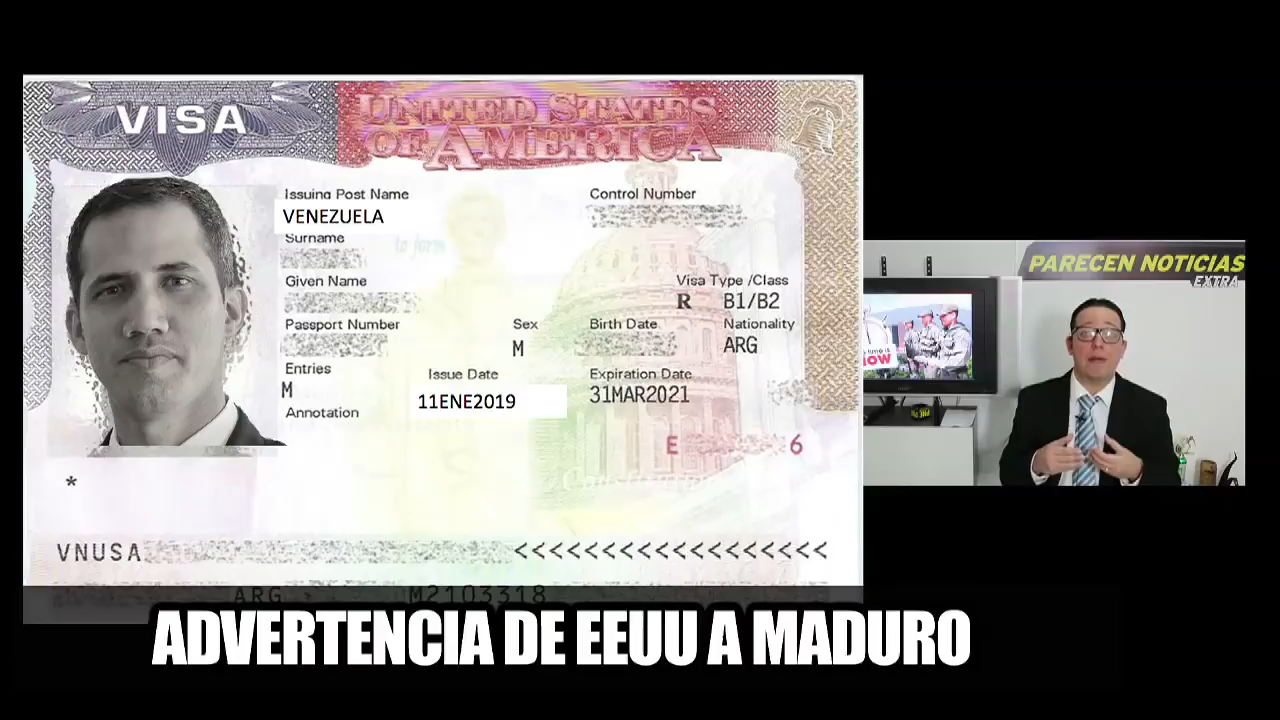 VISA
UNITED STATES
OF AMERICA
Issuing Post Name
VENEZUELA
Control Number
Surname
Given Name
Visa Type /Class
R B1/B2
Passport Number
Sex
M
Birth Date
Nationality
ARG
Entries
M
Issue Date
11ENE2019
Expiration Date
31MAR2021
Annotation
E 6
*
VNUSA <<<<<<<<<<<<<<<<<<
ARG M2103318
PARECEN NOTICIAS
EXTRA
NOW
ADVERTENCIA DE EEUU A MADURO